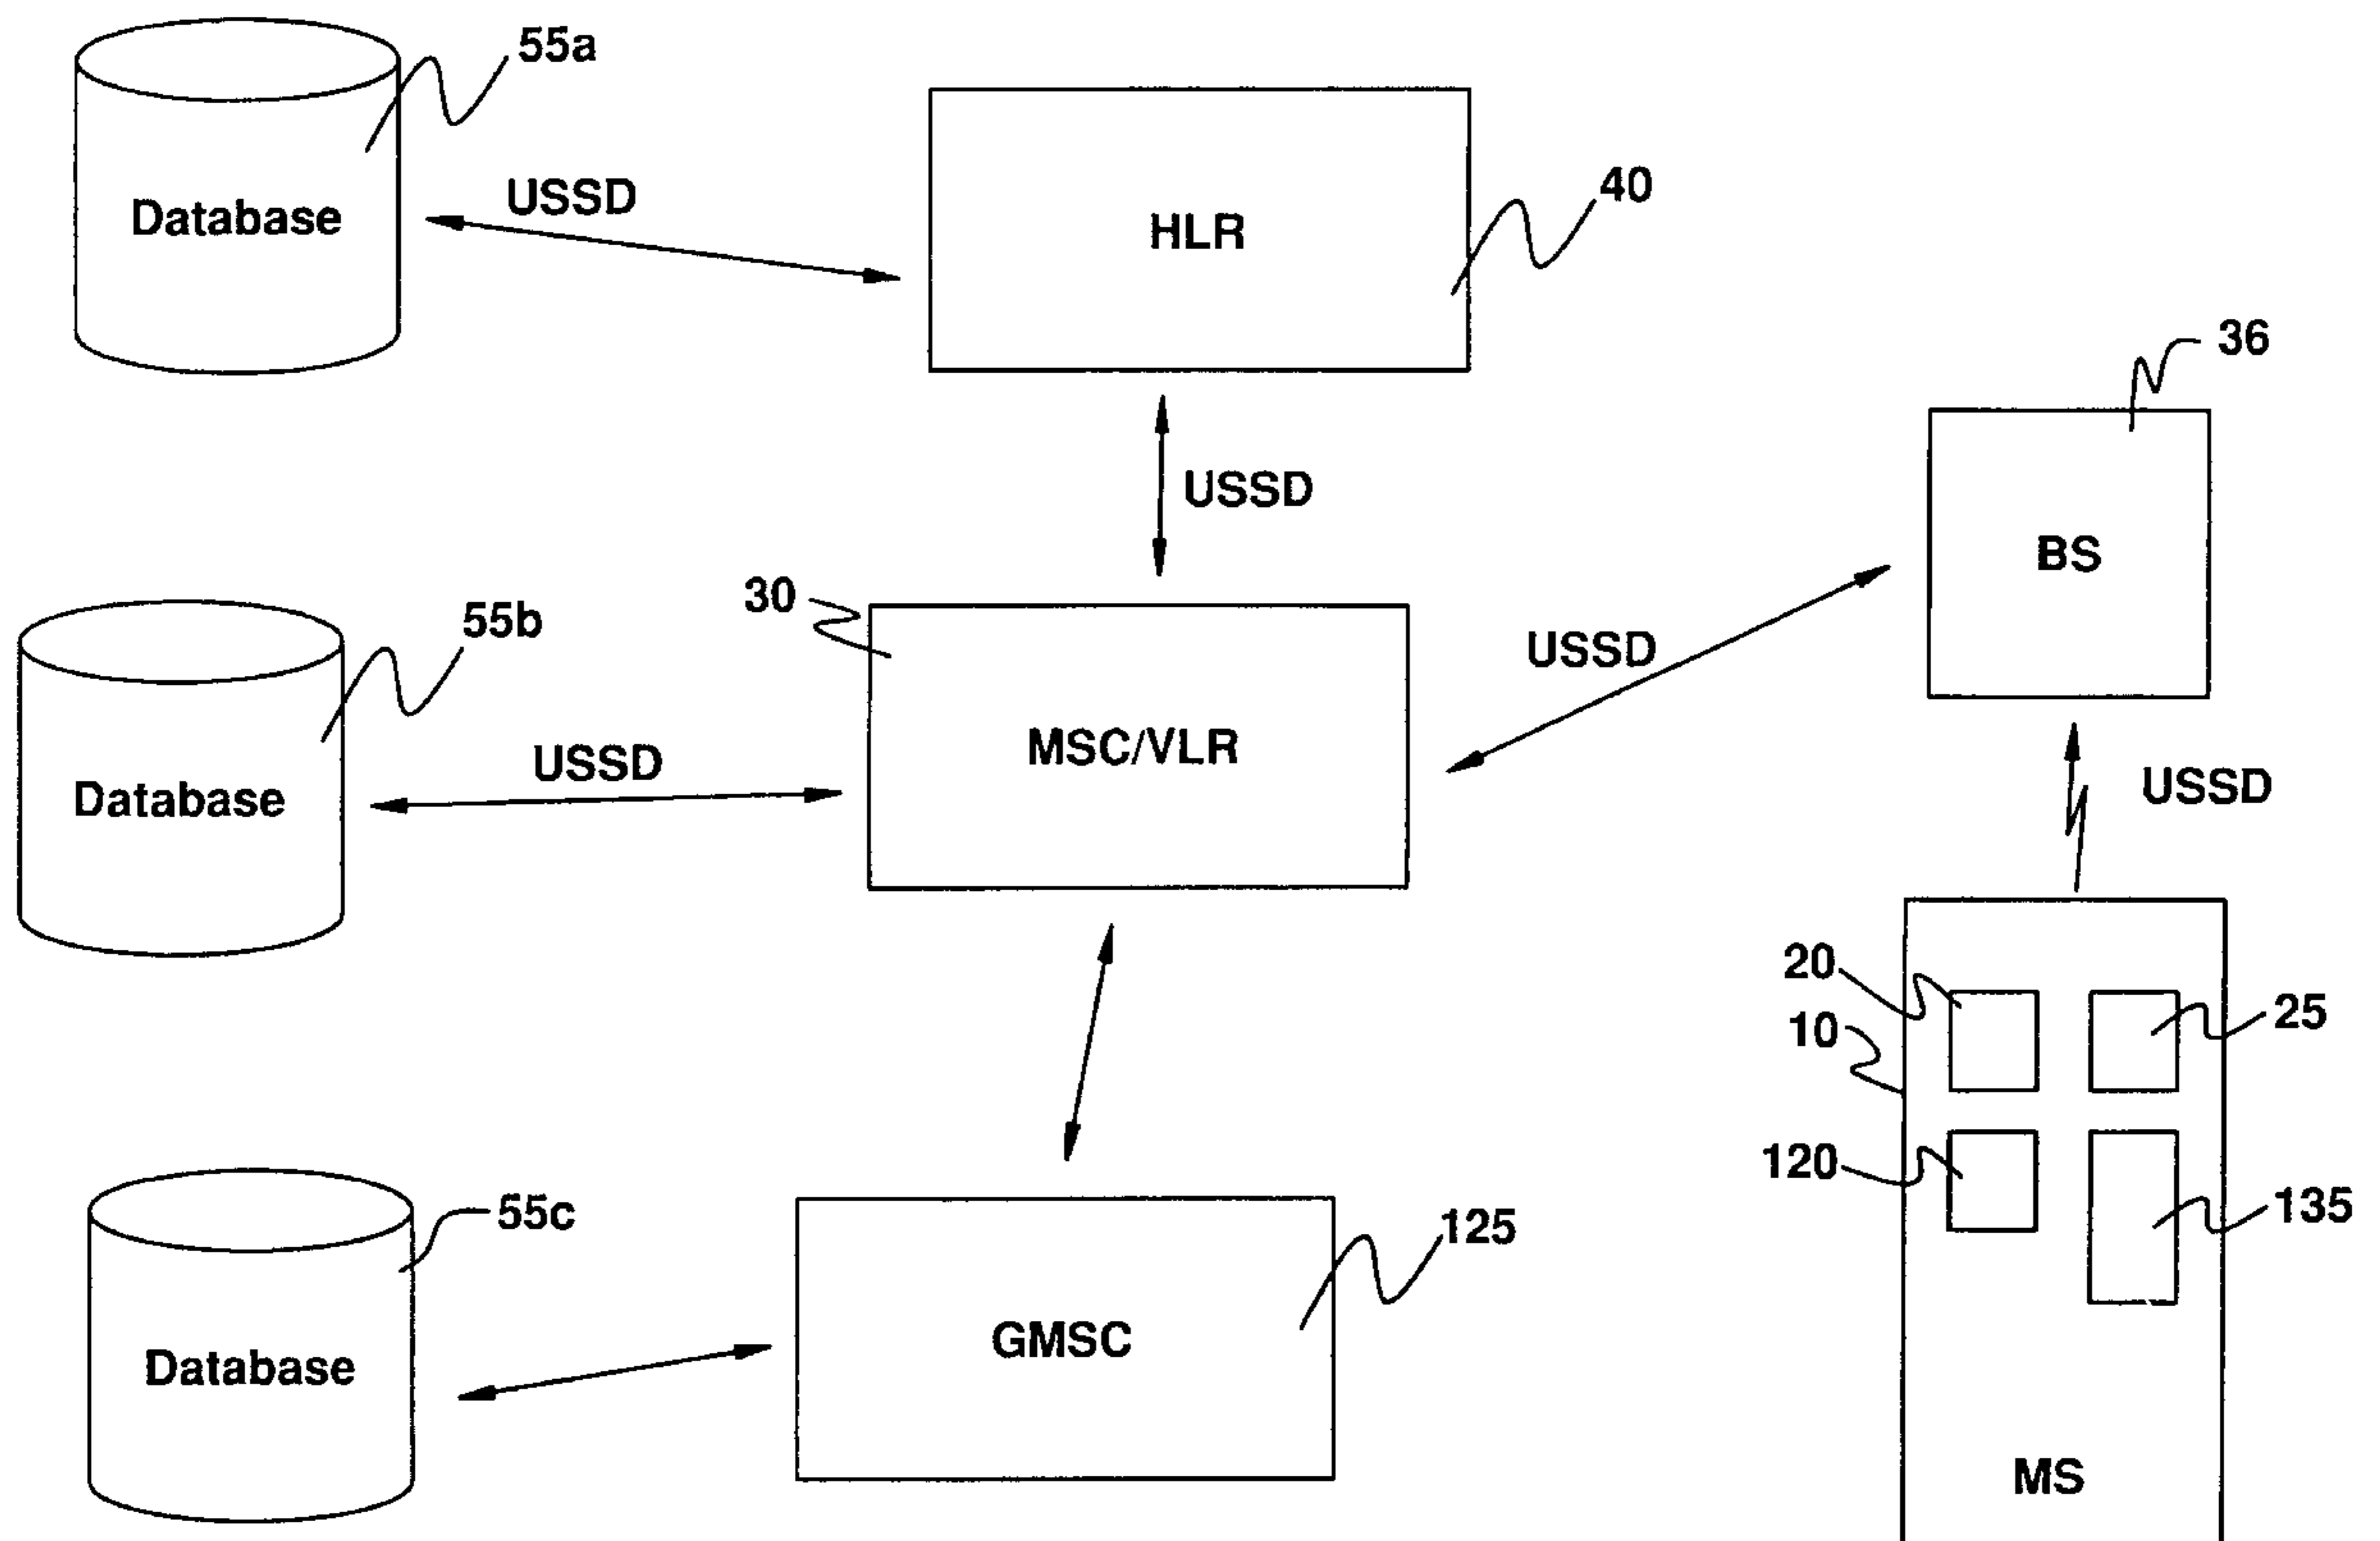 55a
Database
USSD
HLR
40
36
USSD
BS
30
55b
USSD
MSC/VLR
USSD
Database
USSD
20
10
25
120
135
55c
125
Database
GMSC
MS